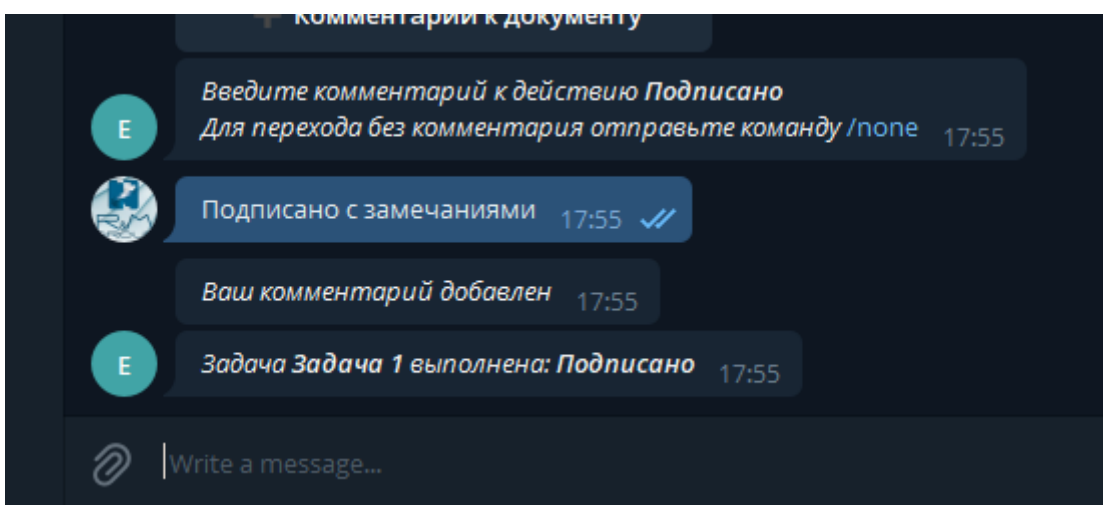 Комментарии к документу
Введите комментарий к действию Подписано
Для перехода без комментария отправьте команду /none 17:55
Подписано с замечаниями 17:55
Ваш комментарий добавлен 17:55
Задача Задача 1 выполнена: Подписано 17:55
E
E
Write a message...